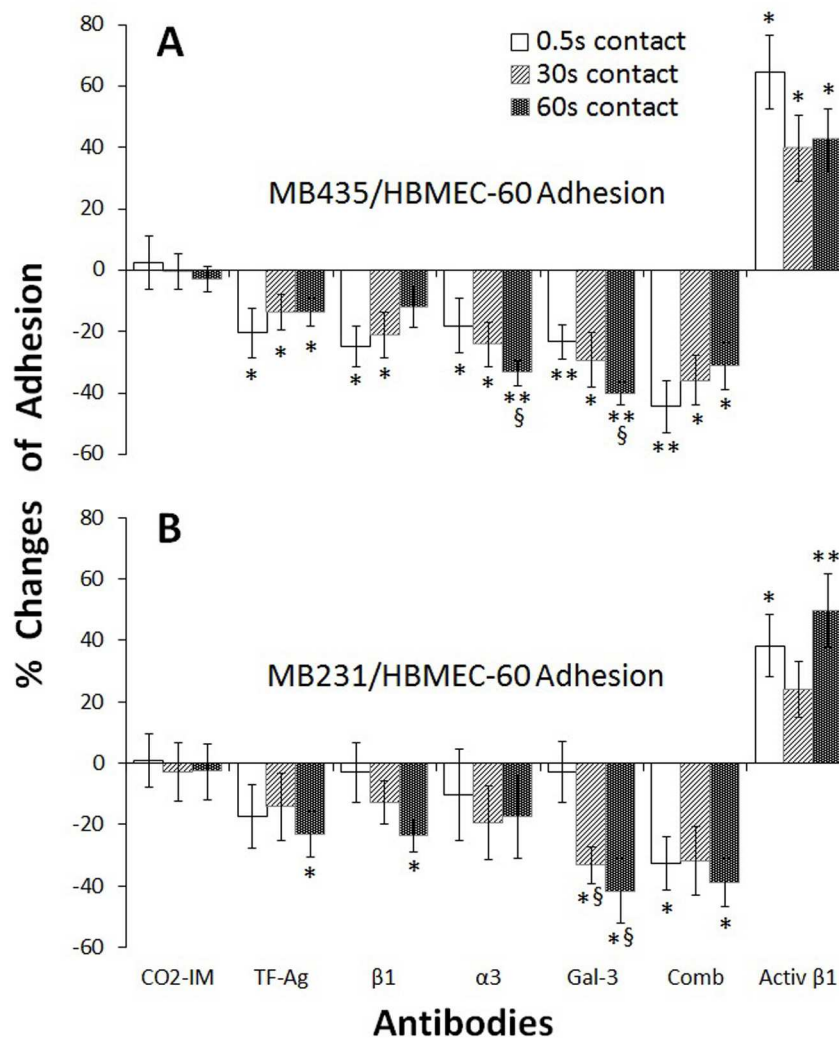 % Changes of Adhesion
A
0.5s contact
30s contact
60s contact
MB435/HBMEC-60 Adhesion
80
60
40
20
0
-20
-40
-60
* * *
* * *
* *
* * **
§
** * **
§
** * *
B
MB231/HBMEC-60 Adhesion
80
60
40
20
0
-20
-40
-60
* **
*
*
*§ *§
* *
CO2-IM TF-Ag β1 α3 Gal-3 Comb Activ β1
Antibodies